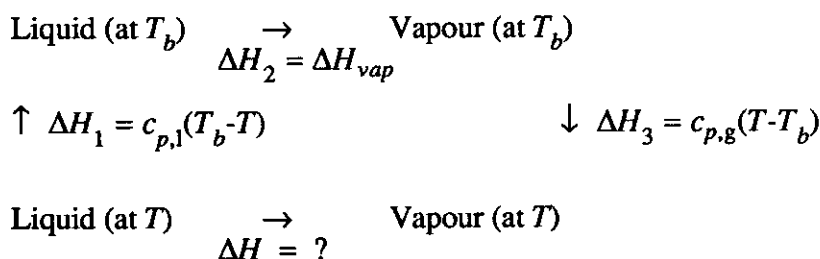 Liquid (at T_b) → Vapour (at T_b)
ΔH_2 = ΔH_vap
↑ ΔH_1 = c_p,l(T_b-T) ↓ ΔH_3 = c_p,g(T-T_b)
Liquid (at T) → Vapour (at T)
ΔH = ?